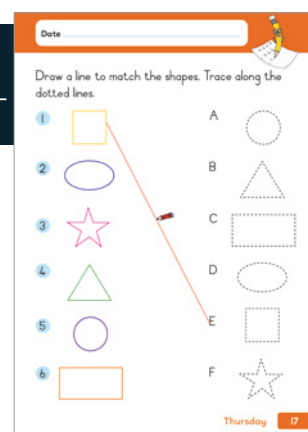 Date
Draw a line to match the shapes. Trace along the
dotted lines.
1
A
2
B
3
C
4
D
5
E
6
F
Thursday 17